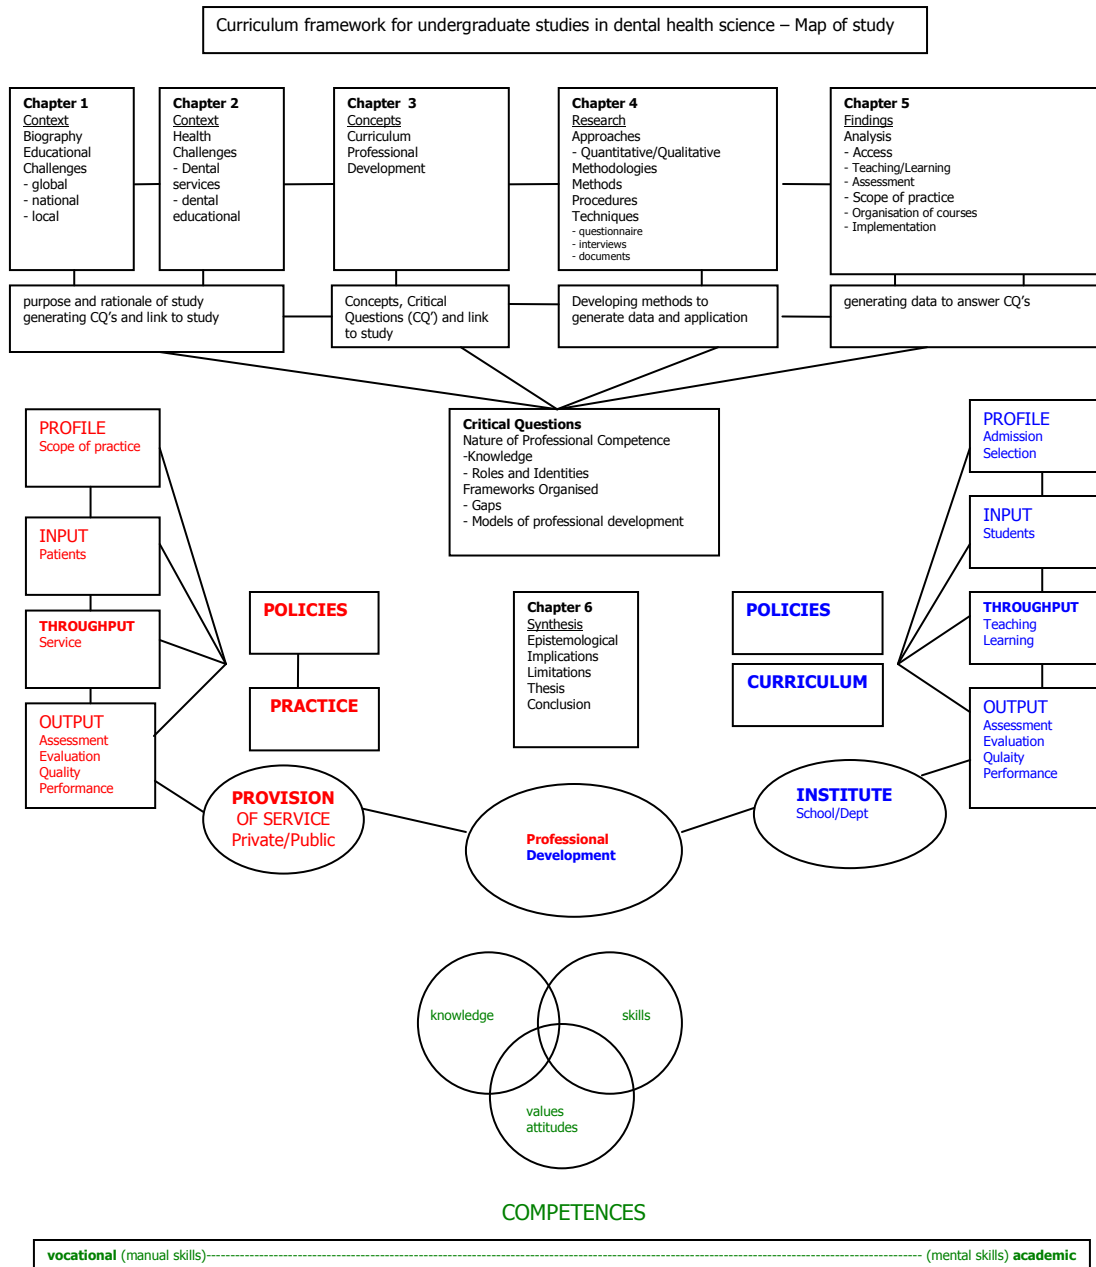 Curriculum framework for undergraduate studies in dental health science – Map of study
Chapter 1
Context
Biography
Educational
Challenges
- global
- national
- local
Chapter 2
Context
Health
Challenges
- Dental
services
- dental
educational
Chapter 3
Concepts
Curriculum
Professional
Development
Chapter 4
Research
Approaches
- Quantitative/Qualitative
Methodologies
Methods
Procedures
Techniques
- questionnaire
- interviews
- documents
Chapter 5
Findings
Analysis
- Access
- Teaching/Learning
- Assessment
- Scope of practice
- Organisation of courses
- Implementation
purpose and rationale of study
generating CQ's and link to study
Concepts, Critical
Questions (CQ') and link
to study
Developing methods to
generate data and application
generating data to answer CQ's
Critical Questions
Nature of Professional Competence
-Knowledge
- Roles and Identities
Frameworks Organised
- Gaps
- Models of professional development
PROFILE
Scope of practice
INPUT
Patients
THROUGHPUT
Service
OUTPUT
Assessment
Evaluation
Quality
Performance
POLICIES
PRACTICE
Chapter 6
Synthesis
Epistemological
Implications
Limitations
Thesis
Conclusion
POLICIES
CURRICULUM
PROFILE
Admission
Selection
INPUT
Students
THROUGHPUT
Teaching
Learning
OUTPUT
Assessment
Evaluation
Qulaity
Performance
PROVISION
OF SERVICE
Private/Public
Professional
Development
INSTITUTE
School/Dept
knowledge
skills
values
attitudes
COMPETENCES
vocational (manual skills)---------------------------------------------------------------------------------------------------------------- (mental skills) academic